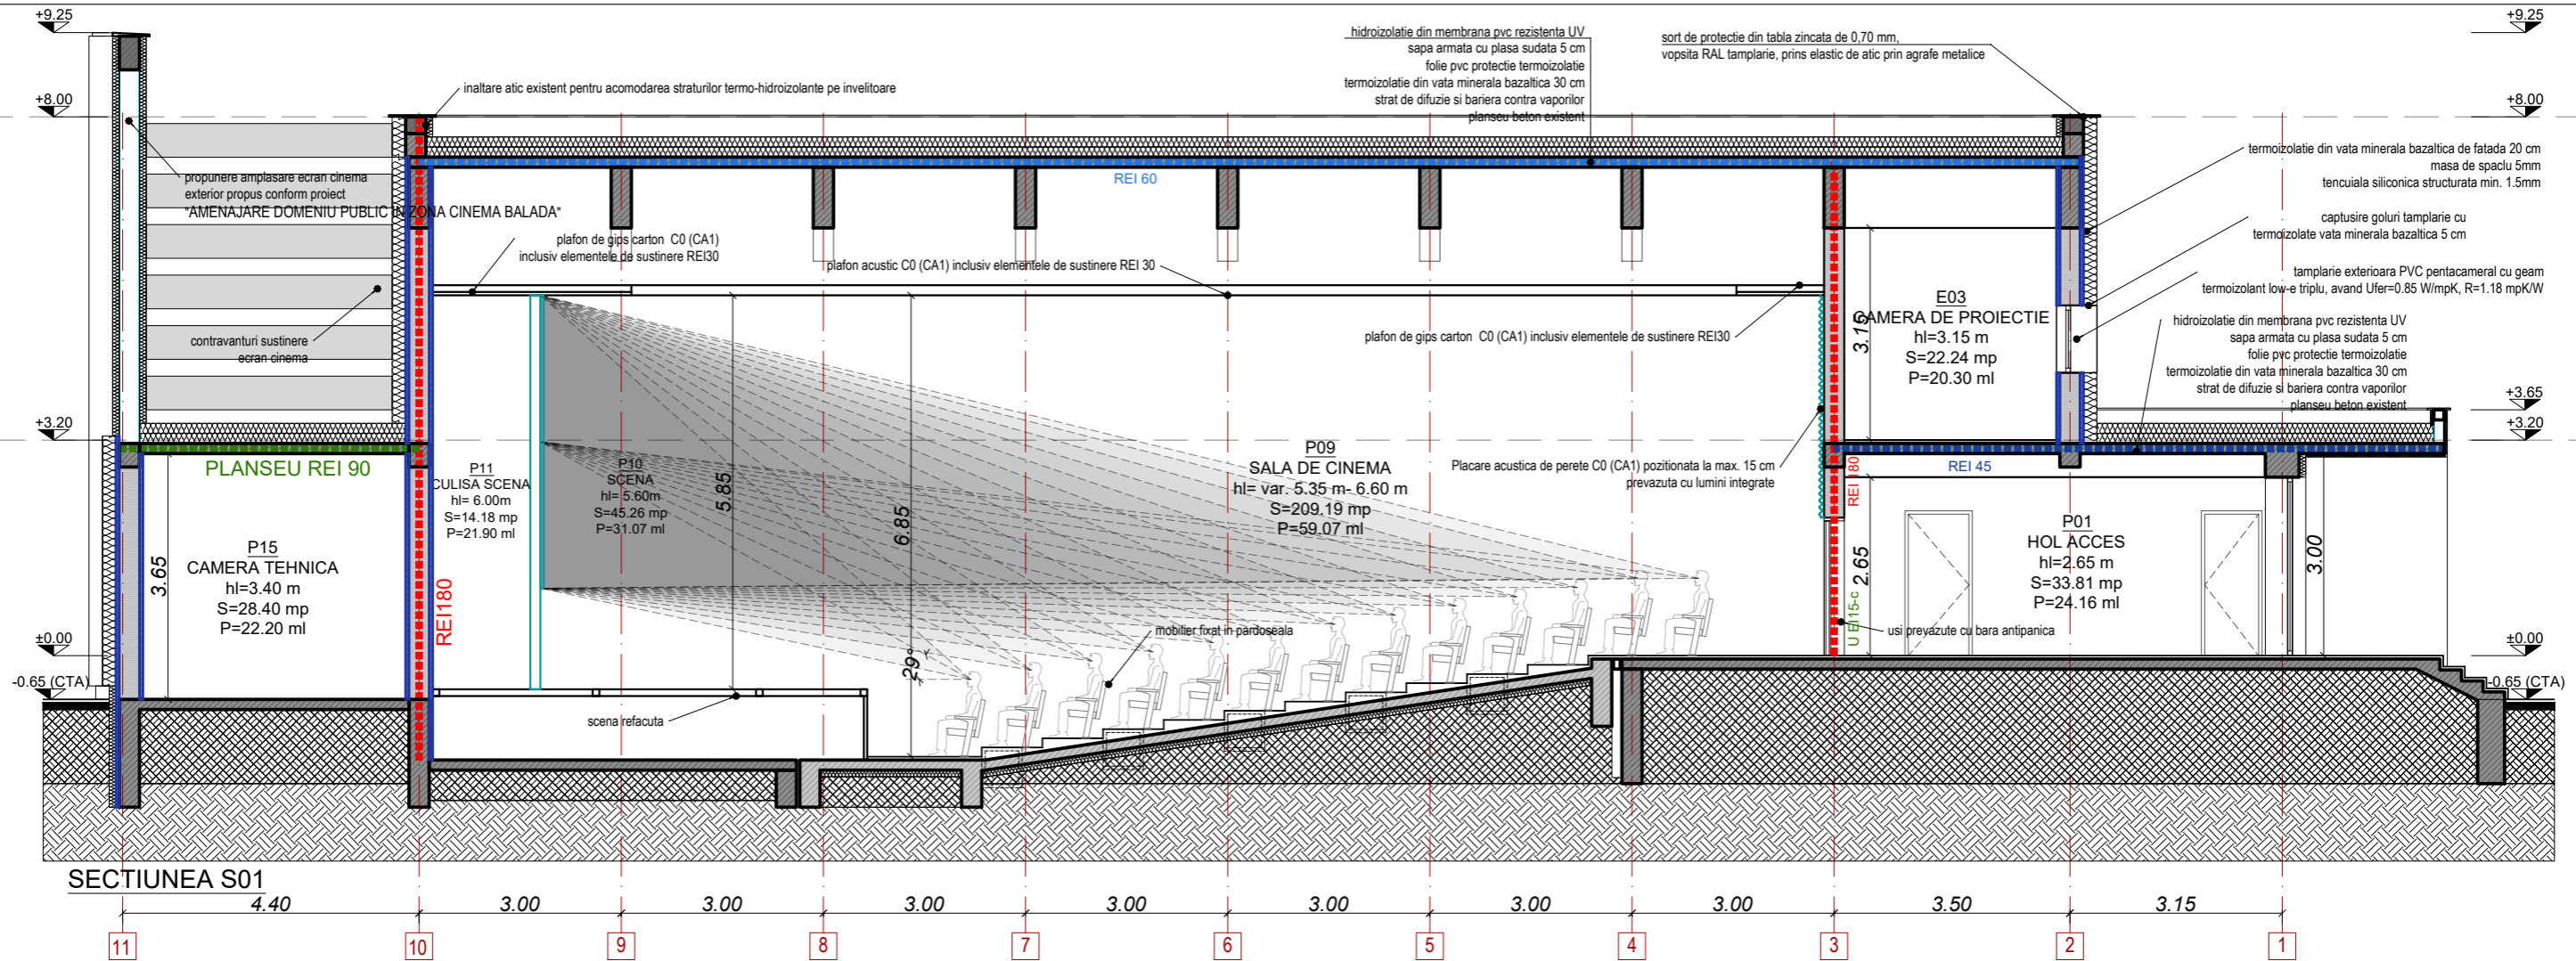 +9.25
+9.25
hidroizolatie din membrana pvc rezistenta UV
sapa armata cu plasa sudata 5 cm
folie pvc protectie termoizolatie
termoizolatie din vata minerala bazaltica 30 cm
strat de difuzie si bariera contra vaporilor
planseu beton existent
sort de protectie din tabla zincata de 0,70 mm,
vopsita RAL tamplarie, prins elastic de atic prin agrafe metalice
inaltare atic existent pentru acomodarea straturilor termo-hidroizolante pe invelitoare
+8.00
+8.00
termoizolatie din vata minerala bazaltica de fatada 20 cm
masa de spaclu 5mm
tencuiala siliconica structurata min. 1.5mm
propunere amplasare ecran cinema
exterior propus conform proiect
"AMENAJARE DOMENIU PUBLIC IN ZONA CINEMA BALADA"
REI 60
captusire goluri tamplarie cu
termoizolate vata minerala bazaltica 5 cm
plafon de gips carton C0 (CA1)
inclusiv elementele de sustinere REI30
plafon acustic C0 (CA1) inclusiv elementele de sustinere REI 30
tamplarie exterioara PVC pentacameral cu geam
termoizolant low-e triplu, avand Ufer=0.85 W/mpK, R=1.18 mpK/W
E03
CAMERA DE PROIECTIE
hl=3.15 m
S=22.24 mp
P=20.30 ml
3.15
contravanturi sustinere
ecran cinema
plafon de gips carton C0 (CA1) inclusiv elementele de sustinere REI30
hidroizolatie din membrana pvc rezistenta UV
sapa armata cu plasa sudata 5 cm
folie pvc protectie termoizolatie
termoizolatie din vata minerala bazaltica 30 cm
strat de difuzie si bariera contra vaporilor
planseu beton existent
+3.65
+3.20
+3.20
PLANSEU REI 90
P11
CULISA SCENA
hl= 6.00m
S=14.18 mp
P=21.90 ml
P10
SCENA
hl= 5.60m
S=45.26 mp
P=31.07 ml
5.85
6.85
P09
SALA DE CINEMA
hl= var. 5.35 m- 6.60 m
S=209.19 mp
P=59.07 ml
Placare acustica de perete C0 (CA1) pozitionata la max. 15 cm
prevazuta cu lumini integrate
REI 180
REI 45
P15
CAMERA TEHNICA
hl=3.40 m
S=28.40 mp
P=22.20 ml
3.65
REI180
P01
HOL ACCES
hl=2.65 m
S=33.81 mp
P=24.16 ml
2.65
3.00
U EI15-c
usi prevazute cu bara antipanica
mobilier fixat in pardoseala
29°
±0.00
±0.00
-0.65 (CTA)
-0.65 (CTA)
scena refacuta
SECTIUNEA S01
4.40
3.00
3.00
3.00
3.00
3.00
3.00
3.00
3.50
3.15
11
10
9
8
7
6
5
4
3
2
1